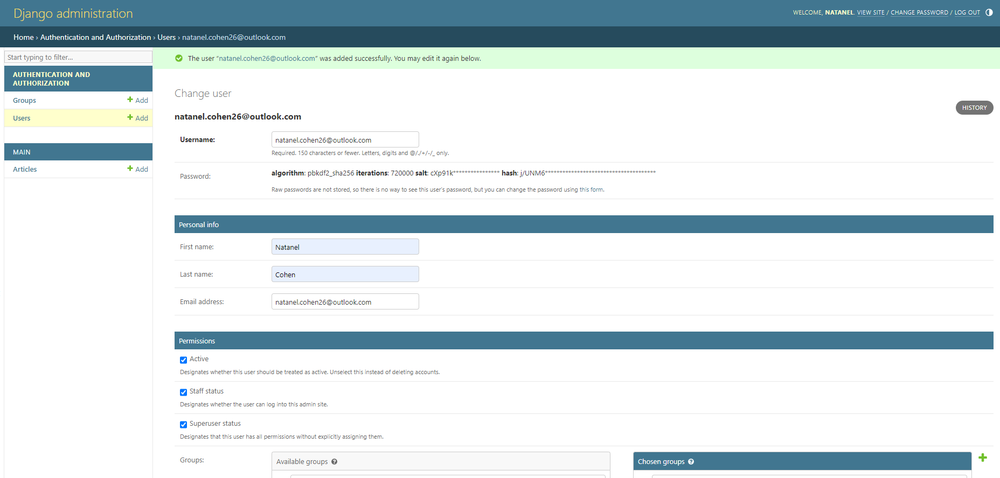 Django administration
WELCOME, NATANEL. VIEW SITE / CHANGE PASSWORD / LOG OUT
Home › Authentication and Authorization › Users › natanel.cohen26@outlook.com
Start typing to filter...
AUTHENTICATION AND
AUTHORIZATION
Groups
Add
Users
Add
MAIN
Articles
Add
The user “natanel.cohen26@outlook.com” was added successfully. You may edit it again below.
Change user
HISTORY
natanel.cohen26@outlook.com
Username:
natanel.cohen26@outlook.com
Required. 150 characters or fewer. Letters, digits and @/./+/-/_ only.
Password:
algorithm: pbkdf2_sha256 iterations: 720000 salt: cXp91k**************** hash: j/UNM6**************************************
Raw passwords are not stored, so there is no way to see this user’s password, but you can change the password using this form.
Personal info
First name:
Natanel
Last name:
Cohen
Email address:
natanel.cohen26@outlook.com
Permissions
Active
Designates whether this user should be treated as active. Unselect this instead of deleting accounts.
Staff status
Designates whether the user can log into this admin site.
Superuser status
Designates that this user has all permissions without explicitly assigning them.
Groups:
Available groups ?
Chosen groups ?